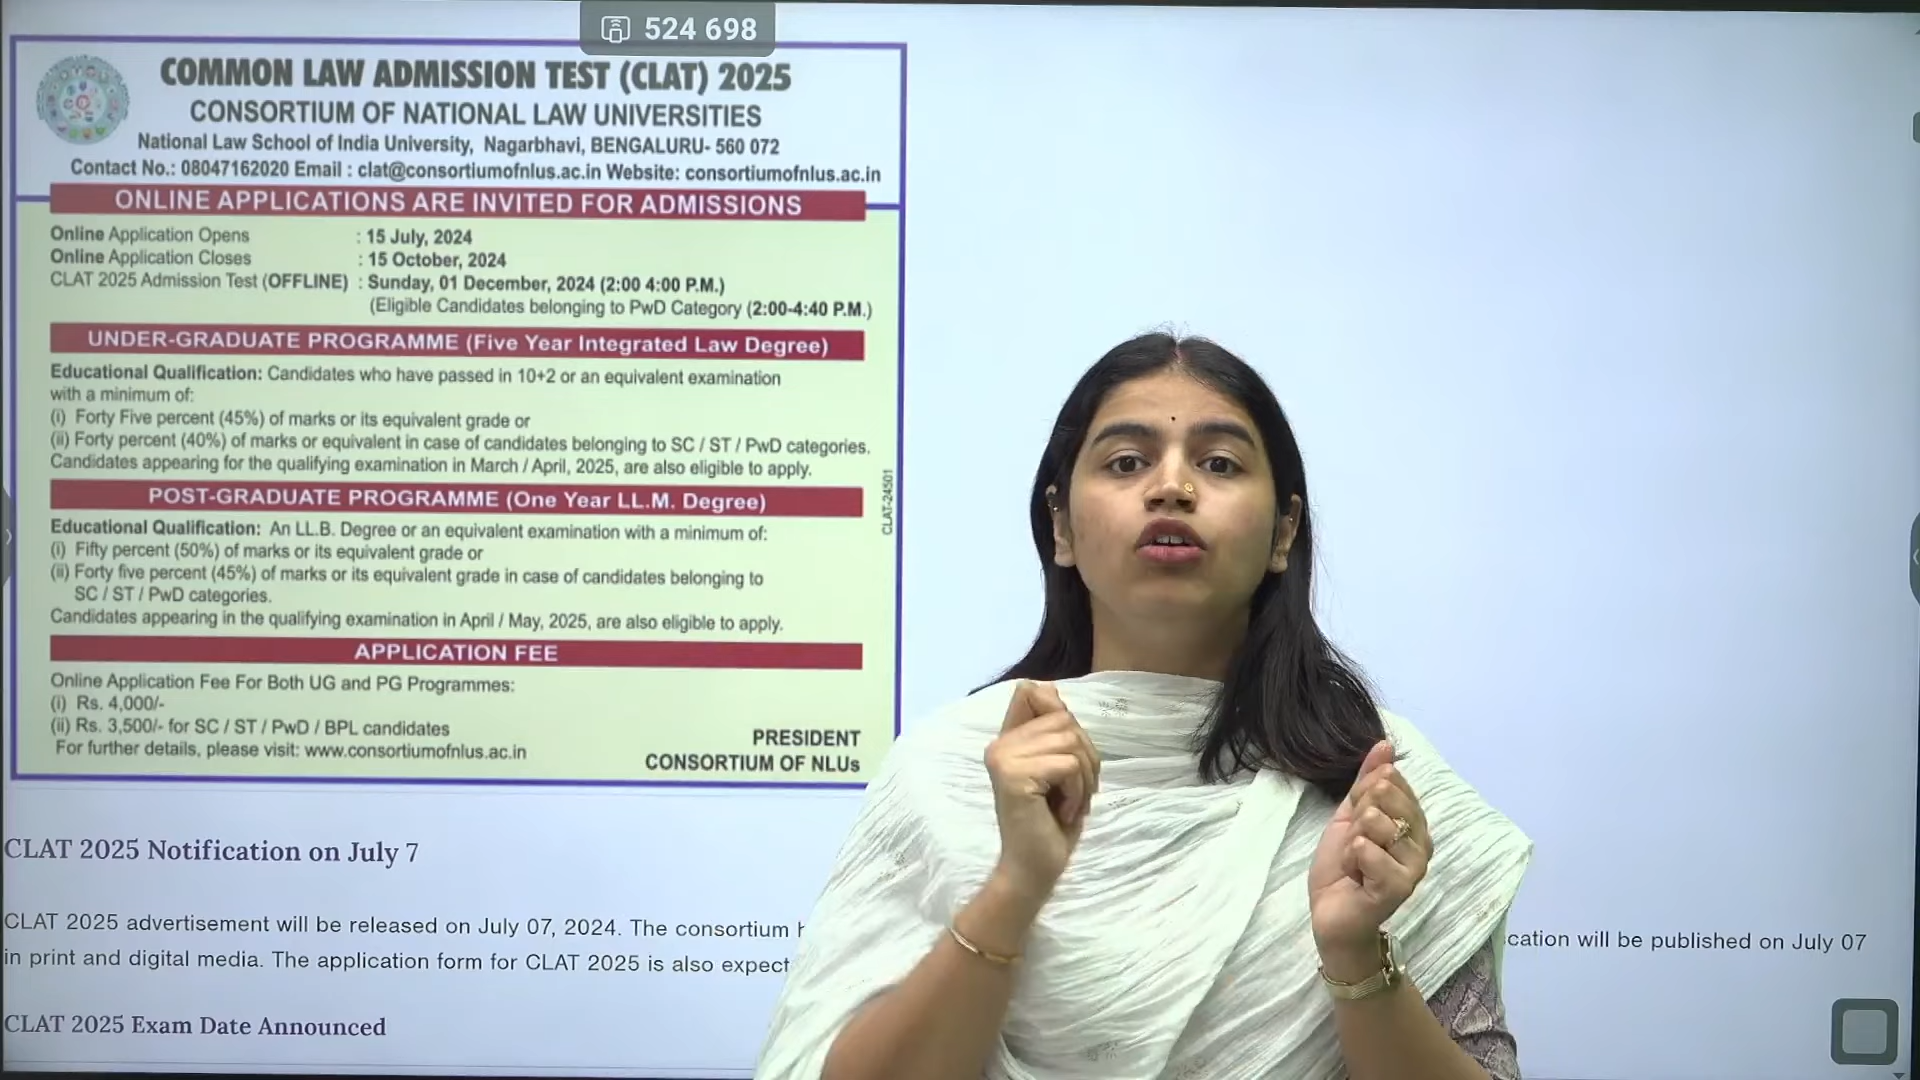 524 698
COMMON LAW ADMISSION TEST (CLAT) 2025
CONSORTIUM OF NATIONAL LAW UNIVERSITIES
National Law School of India University, Nagarbhavi, BENGALURU- 560 072
Contact No.: 08047162020 Email : clat@consortiumofnlus.ac.in Website: consortiumofnlus.ac.in
ONLINE APPLICATIONS ARE INVITED FOR ADMISSIONS
Online Application Opens : 15 July, 2024
Online Application Closes : 15 October, 2024
CLAT 2025 Admission Test (OFFLINE) : Sunday, 01 December, 2024 (2:00 4:00 P.M.)
(Eligible Candidates belonging to PwD Category (2:00-4:40 P.M.)
UNDER-GRADUATE PROGRAMME (Five Year Integrated Law Degree)
Educational Qualification: Candidates who have passed in 10+2 or an equivalent examination
with a minimum of:
(i) Forty Five percent (45%) of marks or its equivalent grade or
(ii) Forty percent (40%) of marks or equivalent in case of candidates belonging to SC / ST / PwD categories.
Candidates appearing for the qualifying examination in March / April, 2025, are also eligible to apply.
POST-GRADUATE PROGRAMME (One Year LL.M. Degree)
Educational Qualification: An LL.B. Degree or an equivalent examination with a minimum of:
(i) Fifty percent (50%) of marks or its equivalent grade or
(ii) Forty five percent (45%) of marks or its equivalent grade in case of candidates belonging to
SC / ST / PwD categories.
Candidates appearing in the qualifying examination in April / May, 2025, are also eligible to apply.
CLAT-24501
APPLICATION FEE
Online Application Fee For Both UG and PG Programmes:
(i) Rs. 4,000/-
(ii) Rs. 3,500/- for SC / ST / PwD / BPL candidates
For further details, please visit: www.consortiumofnlus.ac.in
PRESIDENT
CONSORTIUM OF NLUs
CLAT 2025 Notification on July 7
CLAT 2025 advertisement will be released on July 07, 2024. The consortium will be published on July 07
in print and digital media. The application form for CLAT 2025 is also
CLAT 2025 Exam Date Announced